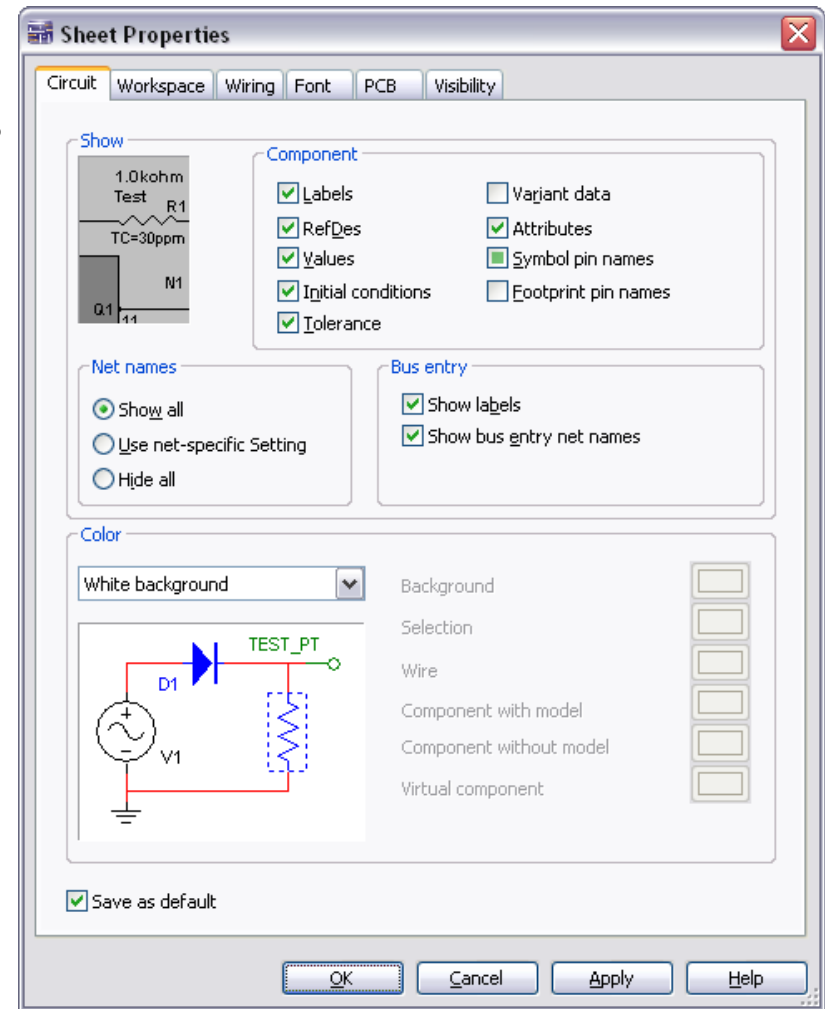 Sheet Properties
Circuit Workspace Wiring Font PCB Visibility
Show
1.0kohm
Test
R1
TC=30ppm
N1
Q1
11
Component
Labels
RefDes
Values
Initial conditions
Tolerance
Variant data
Attributes
Symbol pin names
Footprint pin names
Net names
Show all
Use net-specific Setting
Hide all
Bus entry
Show labels
Show bus entry net names
Color
White background
TEST_PT
D1
V1
Background
Selection
Wire
Component with model
Component without model
Virtual component
Save as default
OK Cancel Apply Help